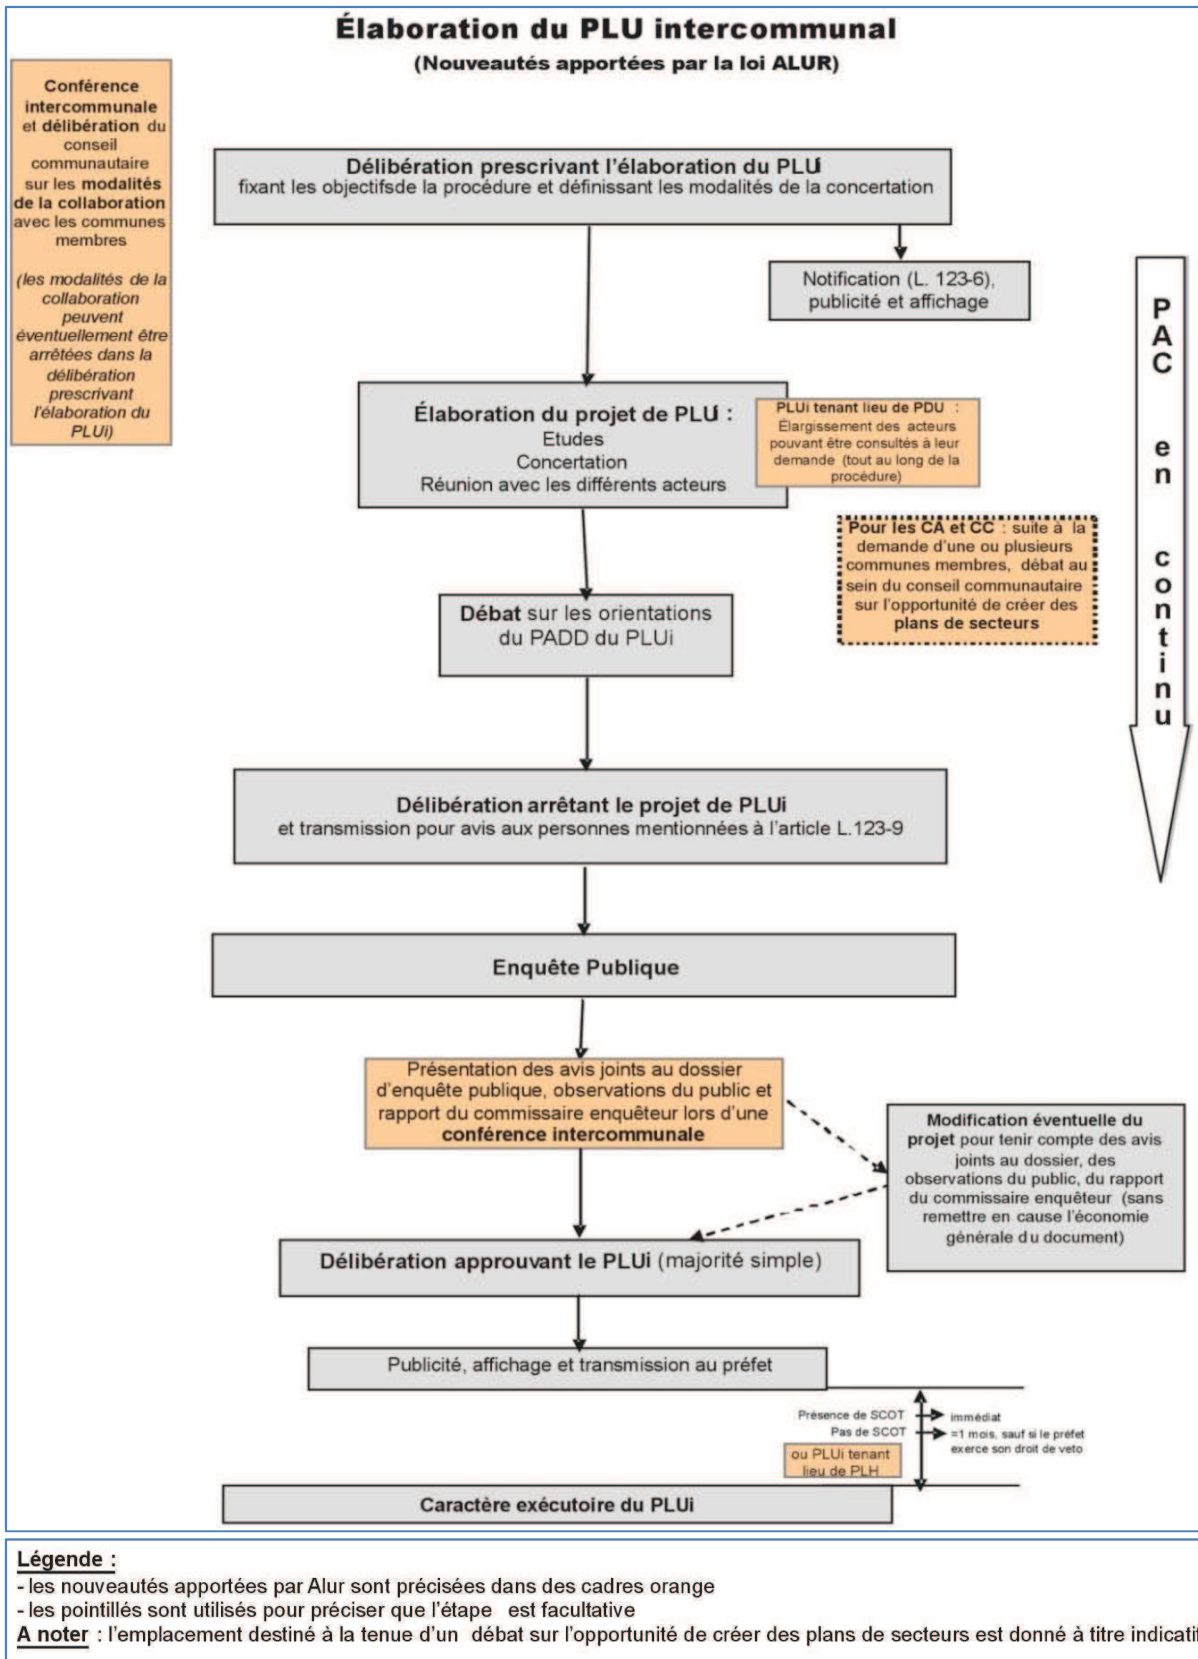 Élaboration du PLU intercommunal
(Nouveautés apportées par la loi ALUR)
Conférence
intercommunale
et délibération du
conseil
communautaire
sur les modalités
de la collaboration
avec les communes
membres
(les modalités de la
collaboration
peuvent
éventuellement être
arrêtées dans la
délibération
prescrivant
l'élaboration du
PLUi)
Délibération prescrivant l'élaboration du PLUi
fixant les objectifsde la procédure et définissant les modalités de la concertation
Notification (L. 123-6),
publicité et affichage
PAC en continu
Élaboration du projet de PLUi :
Etudes
Concertation
Réunion avec les différents acteurs
PLUi tenant lieu de PDU :
Élargissement des acteurs
pouvant être consultés à leur
demande (tout au long de la
procédure)
Pour les CA et CC : suite à la
demande d'une ou plusieurs
communes membres, débat au
sein du conseil communautaire
sur l'opportunité de créer des
plans de secteurs
Débat sur les orientations
du PADD du PLUi
Délibération arrêtant le projet de PLUi
et transmission pour avis aux personnes mentionnées à l'article L.123-9
Enquête Publique
Présentation des avis joints au dossier
d'enquête publique, observations du public et
rapport du commissaire enquêteur lors d'une
conférence intercommunale
Modification éventuelle du
projet pour tenir compte des avis
joints au dossier, des
observations du public, du rapport
du commissaire enquêteur (sans
remettre en cause l'économie
générale du document)
Délibération approuvant le PLUi (majorité simple)
Publicité, affichage et transmission au préfet
Présence de SCOT
immédiat
Pas de SCOT
=1 mois, sauf si le préfet
exerce son droit de veto
ou PLUi tenant
lieu de PLH
Caractère exécutoire du PLUi
Légende :
- les nouveautés apportées par Alur sont précisées dans des cadres orange
- les pointillés sont utilisés pour préciser que l'étape est facultative
A noter : l'emplacement destiné à la tenue d'un débat sur l'opportunité de créer des plans de secteurs est donné à titre indicatif